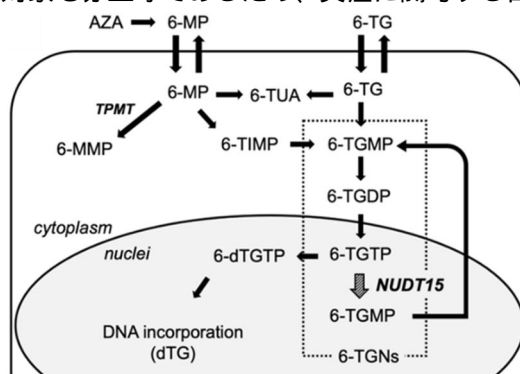 AZA 6-MP 6-TG
6-MP 6-TUA 6-TG
TPMT
6-MMP 6-TIMP 6-TGMP
6-TGDP
cytoplasm
nuclei 6-dTGTP 6-TGTP
NUDT15
6-TGMP
DNA incorporation
(dTG)
6-TGNs